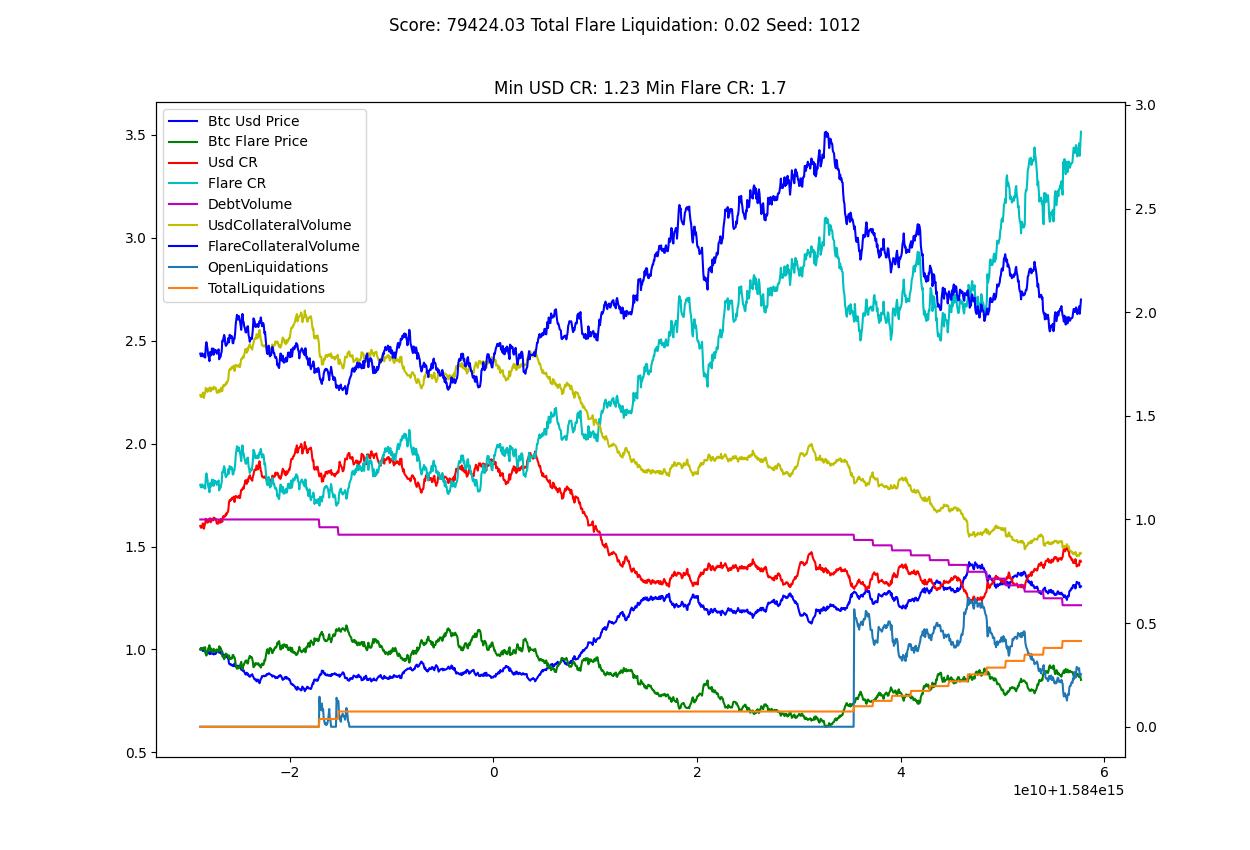 Score: 79424.03 Total Flare Liquidation: 0.02 Seed: 1012
Min USD CR: 1.23 Min Flare CR: 1.7
Btc Usd Price
Btc Flare Price
Usd CR
Flare CR
DebtVolume
UsdCollateralVolume
FlareCollateralVolume
OpenLiquidations
TotalLiquidations
3.5
3.0
2.5
2.0
1.5
1.0
0.5
3.0
2.5
2.0
1.5
1.0
0.5
0.0
−2
0
2
4
6
1e10+1.584e15